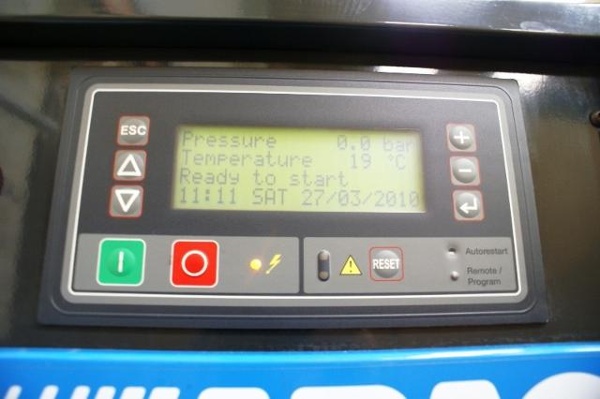 ESC
Pressure 0.0 bar
Temperature 19 °C
Ready to start
11:11 SAT 27/03/2010
RESET
Autorestart
Remote /
Program